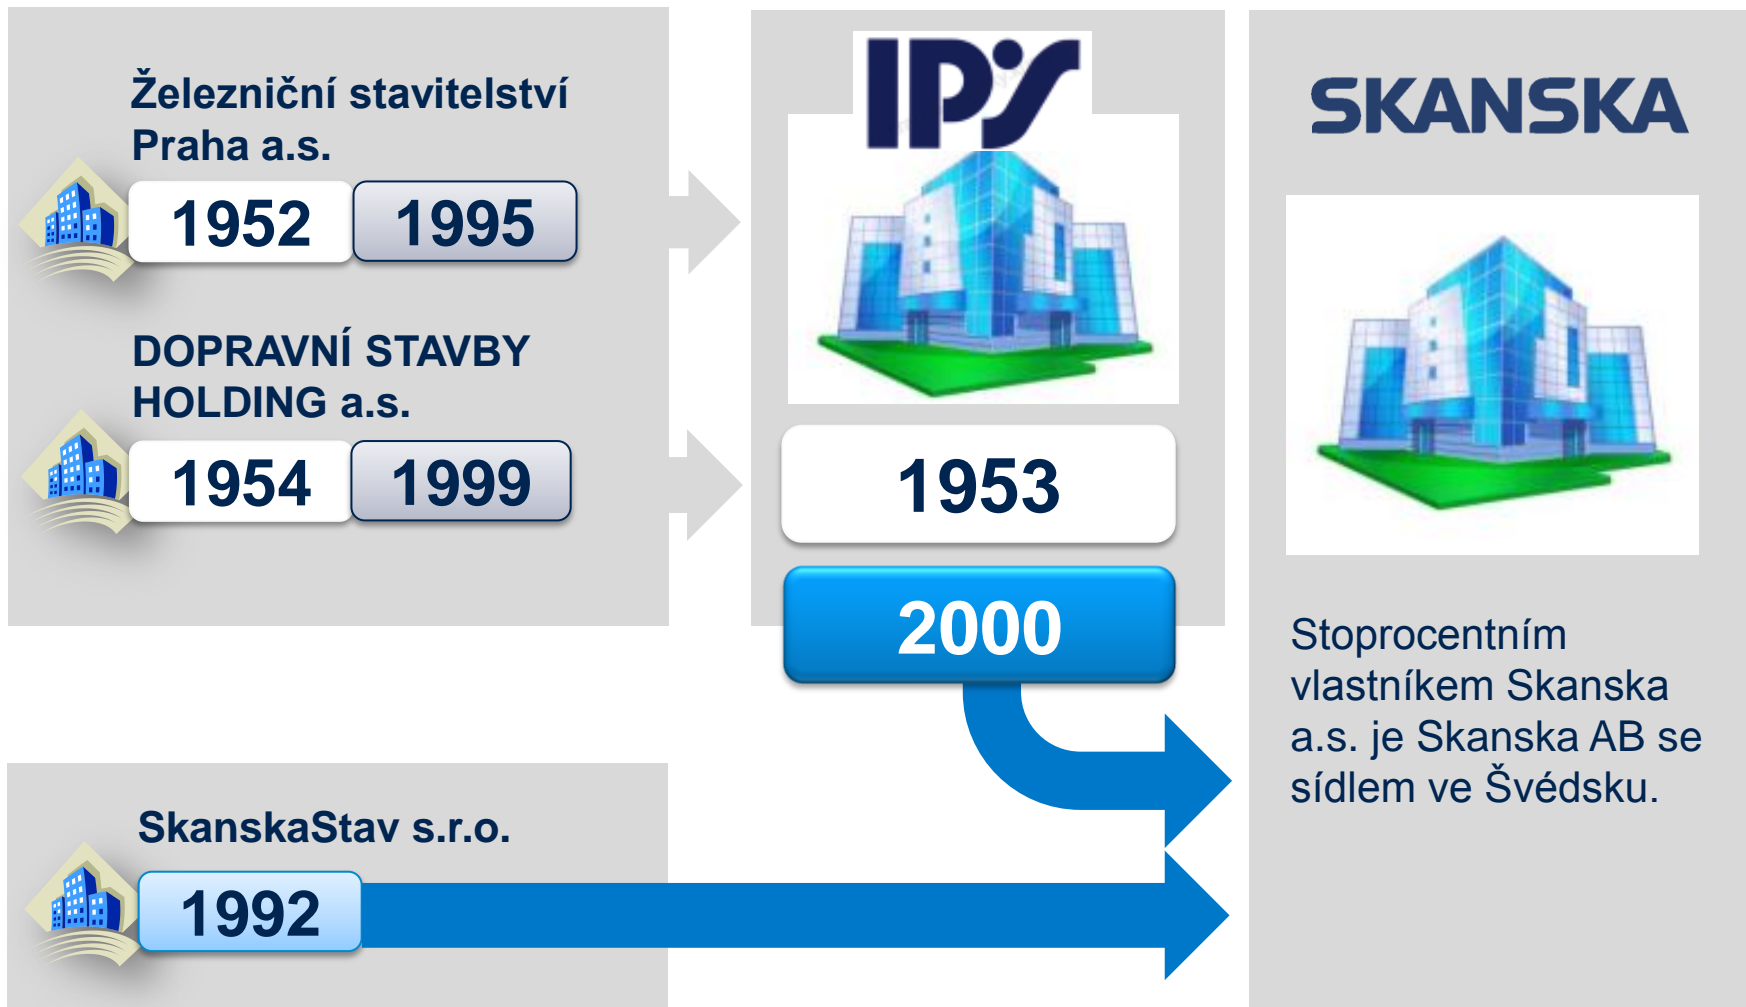 Železniční stavitelství
Praha a.s.
1952
1995
DOPRAVNÍ STAVBY
HOLDING a.s.
1954
1999
IPS
1953
2000
SkanskaStav s.r.o.
1992
SKANSKA
Stoprocentním
vlastníkem Skanska
a.s. je Skanska AB se
sídlem ve Švédsku.